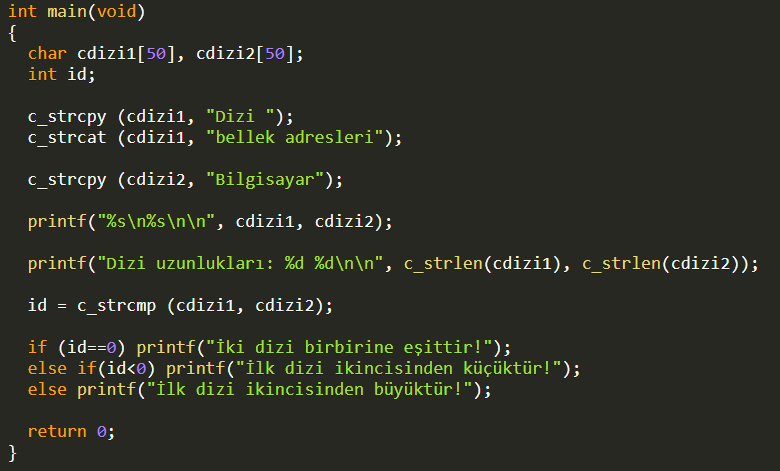 int main(void)
{
  char cdizi1[50], cdizi2[50];
  int id;

  c_strcpy (cdizi1, "Dizi ");
  c_strcat (cdizi1, "bellek adresleri");

  c_strcpy (cdizi2, "Bilgisayar");

  printf("%s\n%s\n\n", cdizi1, cdizi2);

  printf("Dizi uzunlukları: %d %d\n\n", c_strlen(cdizi1), c_strlen(cdizi2));

  id = c_strcmp (cdizi1, cdizi2);

  if (id==0) printf("İki dizi birbirine eşittir!");
  else if(id<0) printf("İlk dizi ikincisinden küçüktür!");
  else printf("İlk dizi ikincisinden büyüktür!");

  return 0;
}